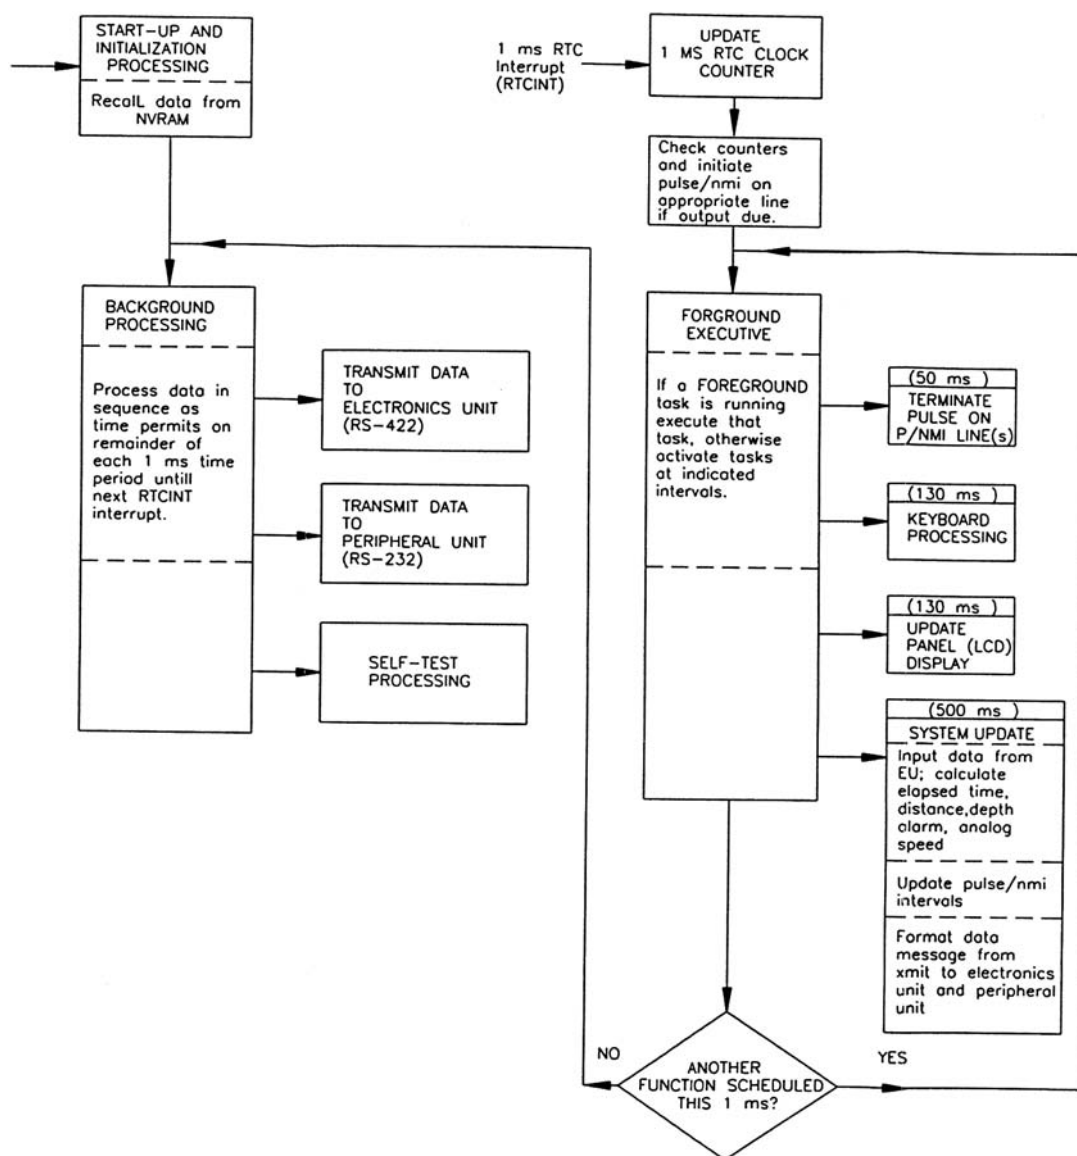 START-UP AND
INITIALIZATION
PROCESSING
RecalL data from
NVRAM
1 ms RTC
Interrupt
(RTCINT)
UPDATE
1 MS RTC CLOCK
COUNTER
Check counters
and initiate
pulse/nmi on
appropriate line
if output due.
BACKGROUND
PROCESSING
Process data in
sequence as
time permits on
remainder of
each 1 ms time
period untill
next RTCINT
interrupt.
TRANSMIT DATA
TO
ELECTRONICS UNIT
(RS-422)
TRANSMIT DATA
TO
PERIPHERAL UNIT
(RS-232)
SELF-TEST
PROCESSING
FORGROUND
EXECUTIVE
If a FOREGROUND
task is running
execute that
task, otherwise
activate tasks
at indicated
intervals.
(50 ms )
TERMINATE
PULSE ON
P/NMI LINE(s)
(130 ms )
KEYBOARD
PROCESSING
(130 ms )
UPDATE
PANEL (LCD)
DISPLAY
(500 ms )
SYSTEM UPDATE
Input data from
EU; calculate
elapsed time,
distance,depth
alarm, analog
speed
Update pulse/nmi
intervals
Format data
message from
xmit to electronics
unit and peripheral
unit
NO
ANOTHER
FUNCTION SCHEDULED
THIS 1 ms?
YES